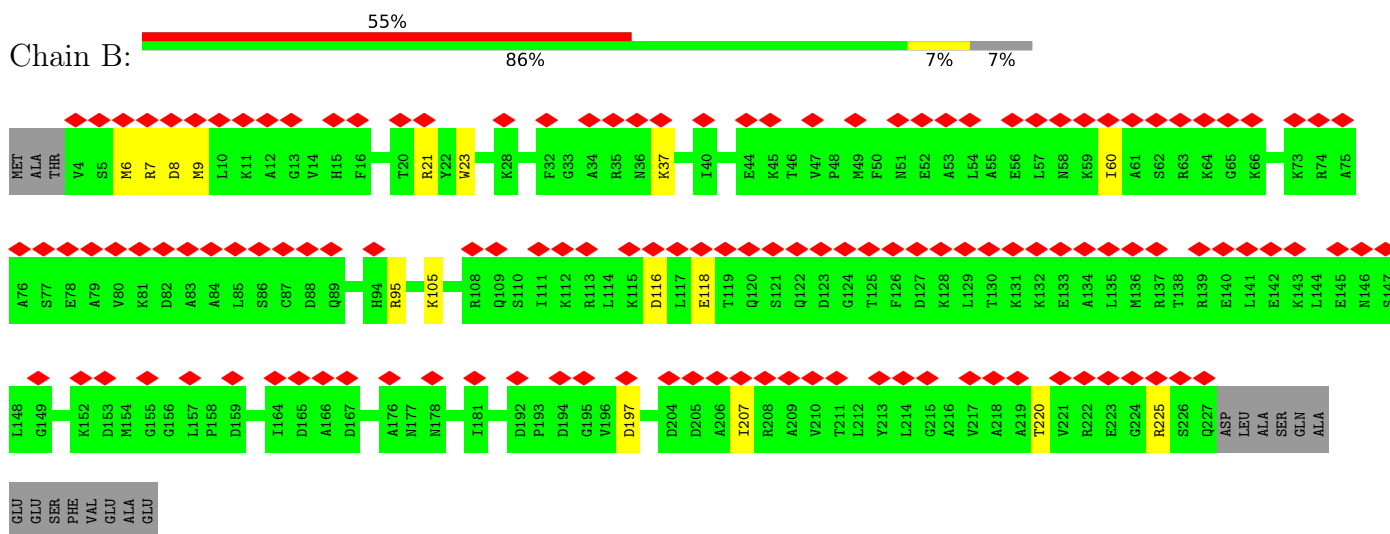 55%
Chain B:
86% 7% 7%
MET ALA THR V4 S5 M6 R7 D8 M9 L10 K11 A12 G13 V14 H15 F16 T20 R21 Y22 W23 K28 F32 G33 A34 R35 N36 K37 I40 E44 K45 T46 V47 P48 M49 F50 N51 E52 A53 L54 A55 E56 L57 N58 K59 I60 A61 S62 R63 K64 G65 K66 K73 R74 A75
A76 S77 E78 A79 V80 K81 D82 A83 A84 L85 S86 C87 D88 Q89 H94 R95 K105 R108 Q109 S110 I111 K112 R113 L114 K115 D116 L117 E118 T119 Q120 S121 Q122 D123 G124 T125 F126 D127 K128 L129 T130 K131 K132 E133 A134 L135 M136 R137 T138 R139 E140 L141 E142 K143 L144 E145 N146 S147
L148 G149 K152 D153 M154 G155 G156 L157 P158 D159 I164 D165 A166 D167 A176 N177 N178 I181 D192 P193 D194 G195 V196 D197 D204 D205 A206 I207 R208 A209 V210 T211 L212 Y213 L214 G215 A216 V217 A218 A219 T220 V221 R222 E223 G224 R225 S226 Q227 ASP LEU ALA SER GLN ALA
GLU GLU SER PHE VAL GLU ALA GLU